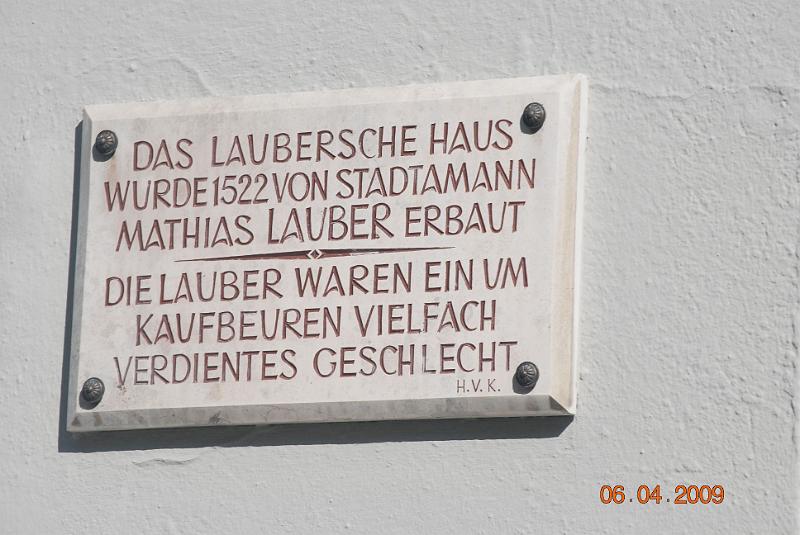 DAS LAUBERSCHE HAUS
WURDE 1522 VON STADTAMANN
MATHIAS LAUBER ERBAUT
DIE LAUBER WAREN EIN UM
KAUFBEUREN VIELFACH
VERDIENTES GESCHLECHT
H.V.K.
06.04.2009